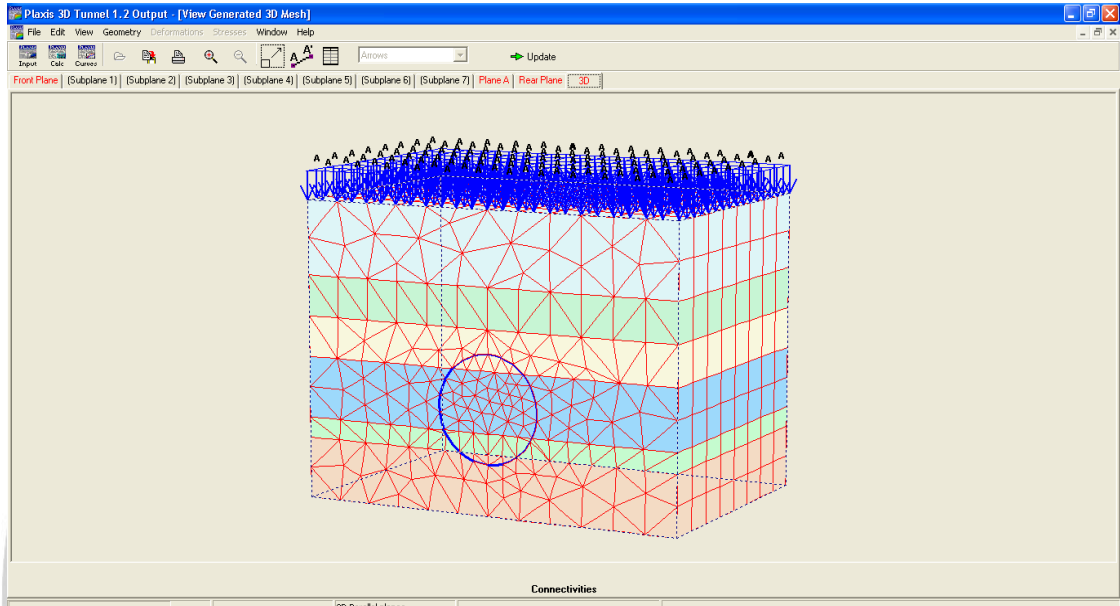 Plaxis 3D Tunnel 1.2 Output - [View Generated 3D Mesh]
File Edit View Geometry Deformations Stresses Window Help
Input Calc Curves A A' Arrows Update
Front Plane (Subplane 1) (Subplane 2) (Subplane 3) (Subplane 4) (Subplane 5) (Subplane 6) (Subplane 7) Plane A Rear Plane 3D
Connectivities